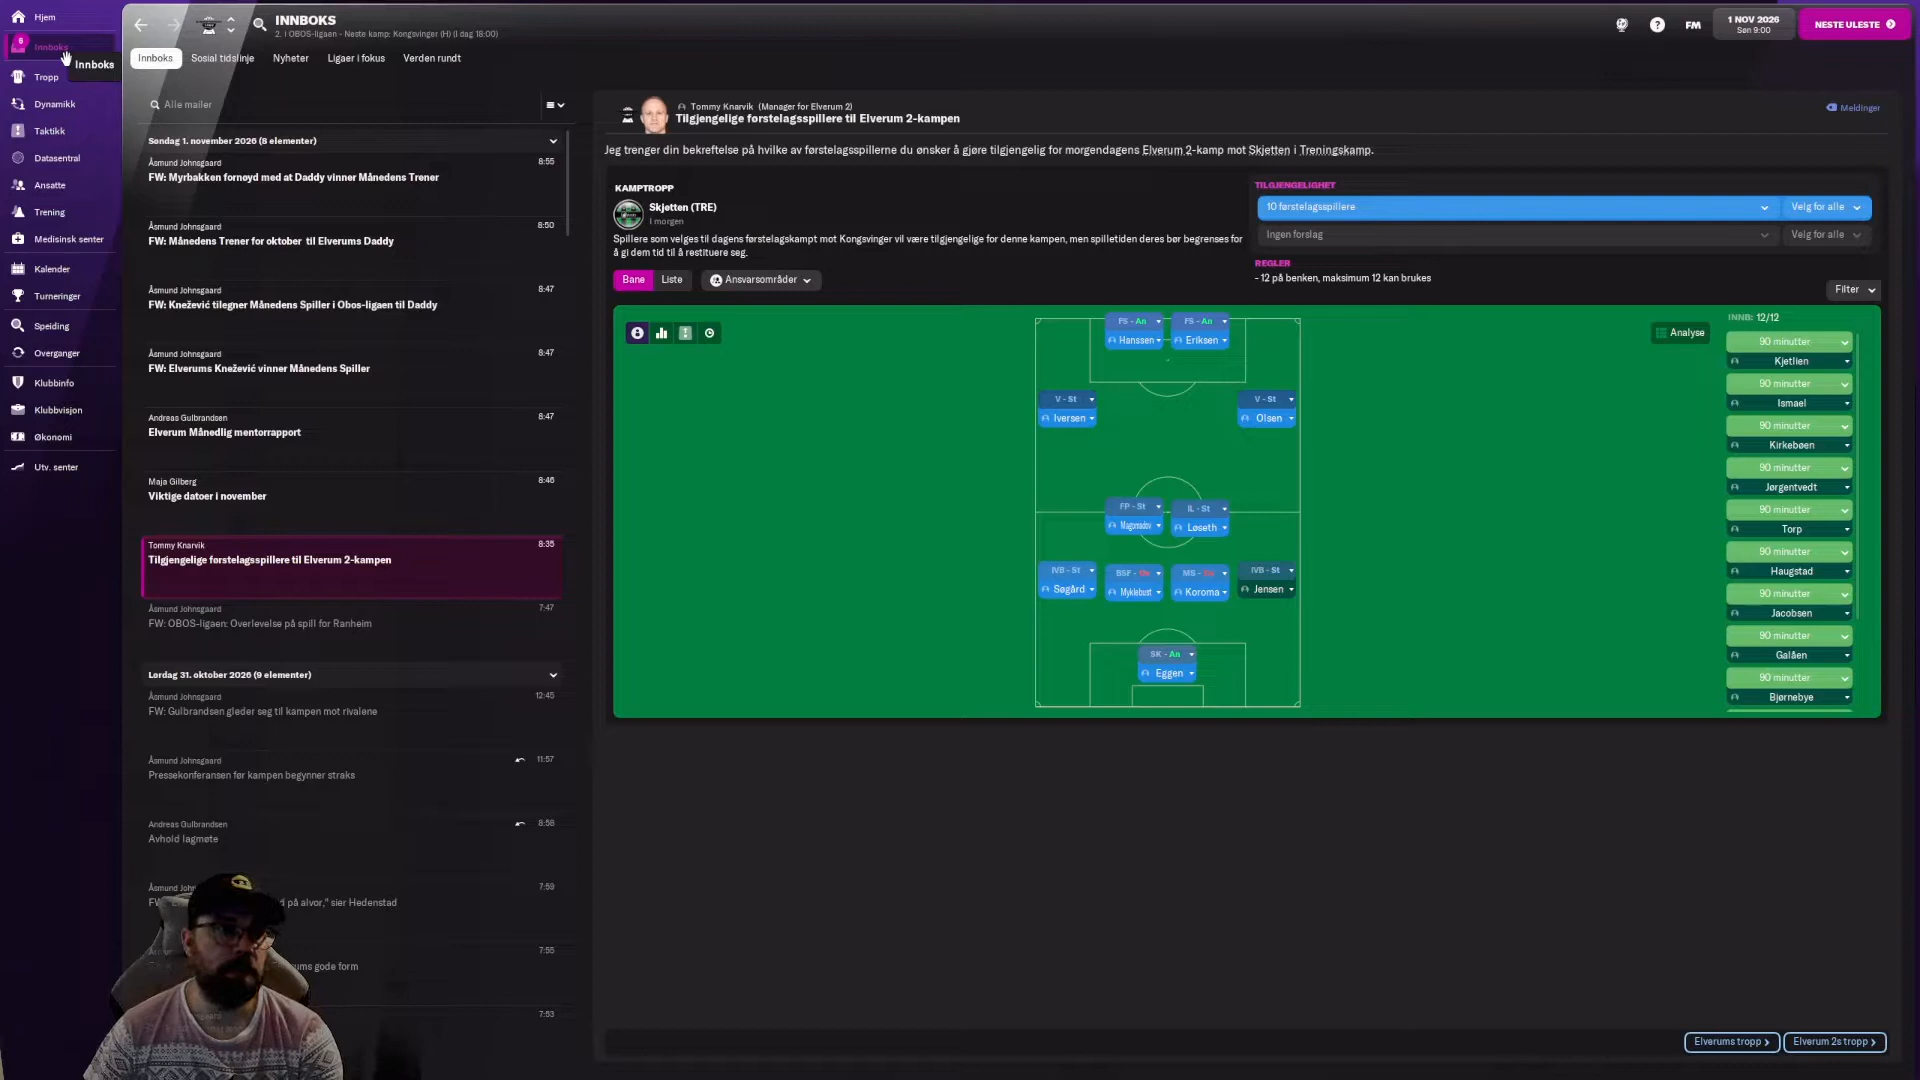 Hjem
Innboks
6
Innboks
Tropp
Dynamikk
Taktikk
Datasentral
Ansatte
Trening
Medisinsk senter
Kalender
Turneringer
Speiding
Overganger
Klubbinfo
Klubbvisjon
Økonomi
Utv. senter
INNBOKS
2. i OBOS-ligaen - Neste kamp: Kongsvinger (H) (I dag 18:00)
FM
1 NOV 2026
Søn 9:00
NESTE ULESTE
Innboks
Sosial tidslinje
Nyheter
Ligaer i fokus
Verden rundt
Alle mailer
Søndag 1. november 2026 (8 elementer)
Åsmund Johnsgaard 8:55
FW: Myrbakken fornøyd med at Daddy vinner Månedens Trener
Åsmund Johnsgaard 8:50
FW: Månedens Trener for oktober til Elverums Daddy
Åsmund Johnsgaard 8:47
FW: Knežević tilegner Månedens Spiller i Obos-ligaen til Daddy
Åsmund Johnsgaard 8:47
FW: Elverums Knežević vinner Månedens Spiller
Andreas Gulbrandsen 8:47
Elverum Månedlig mentorrapport
Maja Gilberg 8:46
Viktige datoer i november
Tommy Knarvik 8:35
Tilgjengelige førstelagsspillere til Elverum 2-kampen
Åsmund Johnsgaard 7:47
FW: OBOS-ligaen: Overlevelse på spill for Ranheim
Lørdag 31. oktober 2026 (9 elementer)
Åsmund Johnsgaard 12:45
FW: Gulbrandsen gleder seg til kampen mot rivalene
Åsmund Johnsgaard 11:57
Pressekonferansen før kampen begynner straks
Andreas Gulbrandsen 8:58
Avhold lagmøte
Åsmund 7:59
på alvor," sier Hedenstad
7:55
gode form
7:53
Tommy Knarvik (Manager for Elverum 2)
Tilgjengelige førstelagsspillere til Elverum 2-kampen
Meldinger
Jeg trenger din bekreftelse på hvilke av førstelagsspillerne du ønsker å gjøre tilgjengelig for morgendagens Elverum 2-kamp mot Skjetten i Treningskamp.
KAMPTROPP
Skjetten (TRE)
I morgen
Spillere som velges til dagens førstelagskampt mot Kongsvinger vil være tilgjengelige for denne kampen, men spilletiden deres bør begrenses for
å gi dem tid til å restituere seg.
TILGJENGELIGHET
10 førstelagsspillere
Velg for alle
Ingen forslag
Velg for alle
REGLER
- 12 på benken, maksimum 12 kan brukes
Bane
Liste
Ansvarsområder
Filter
Analyse
FS - An
Hanssen
FS - An
Eriksen
V - St
Iversen
V - St
Olsen
FP - St
Magomadov
IL - St
Løseth
IVB - St
Søgård
BSF -
Myklebust
MS -
Koroma
IVB - St
Jensen
SK - An
Eggen
INNB: 12/12
90 minutter
Kjetlien
90 minutter
Ismael
90 minutter
Kirkebøen
90 minutter
Jørgentvedt
90 minutter
Torp
90 minutter
Haugstad
90 minutter
Jacobsen
90 minutter
Galåen
90 minutter
Bjørnebye
Elverums tropp
Elverum 2s tropp